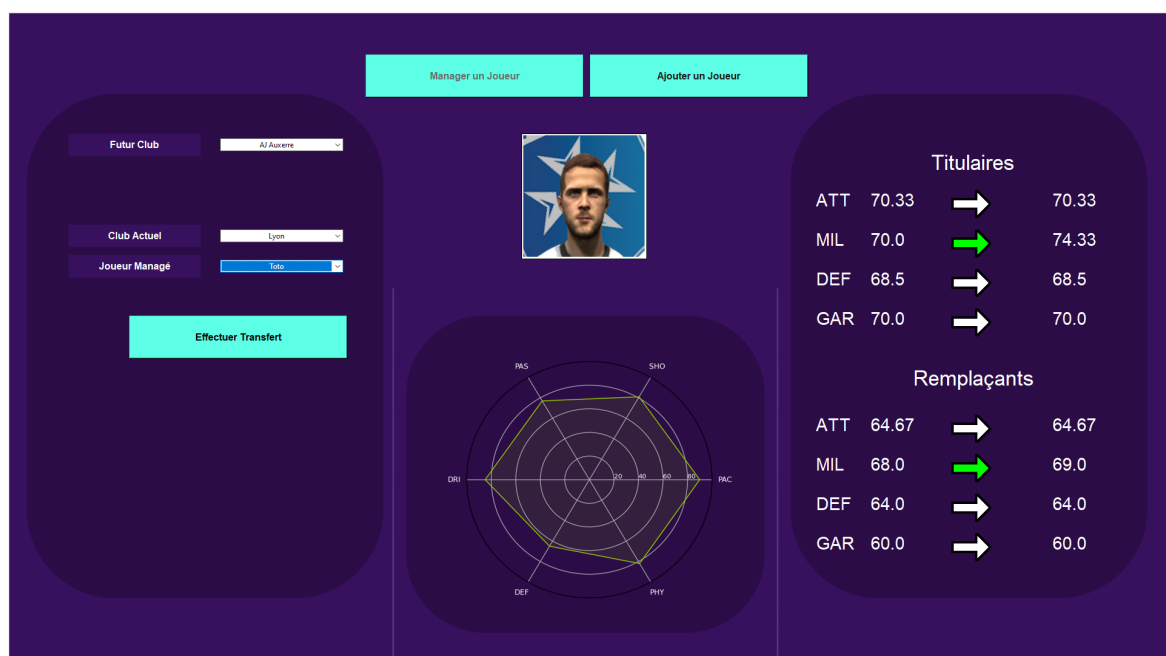 Manager un Joueur
Ajouter un Joueur
Futur Club
AJ Auxerre
Club Actuel
Lyon
Joueur Managé
Toto
Effectuer Transfert
PAS
SHO
DRI
20 40 60 80
PAC
DEF
PHY
Titulaires
ATT 70.33 70.33
MIL 70.0 74.33
DEF 68.5 68.5
GAR 70.0 70.0
Remplaçants
ATT 64.67 64.67
MIL 68.0 69.0
DEF 64.0 64.0
GAR 60.0 60.0